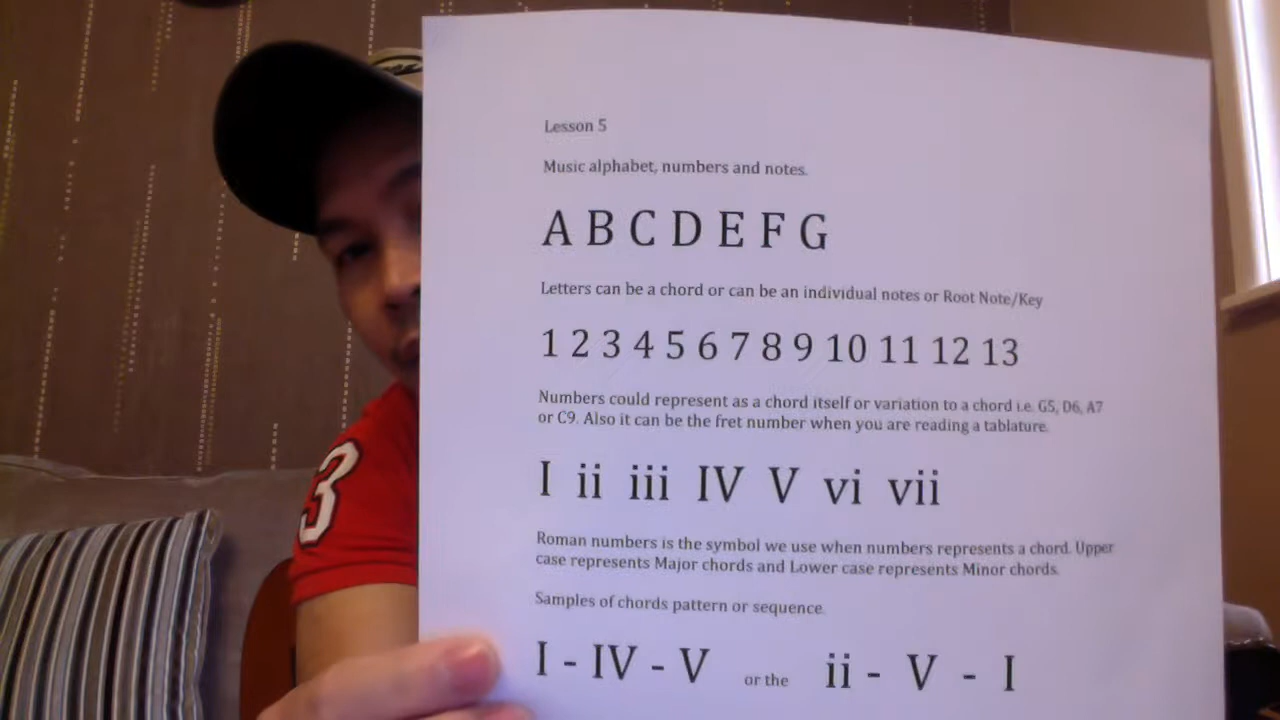 Lesson 5
Music alphabet, numbers and notes.
A B C D E F G
Letters can be a chord or can be an individual notes or Root Note/Key
1 2 3 4 5 6 7 8 9 10 11 12 13
Numbers could represent as a chord itself or variation to a chord i.e. G5, D6, A7
or C9. Also it can be the fret number when you are reading a tablature.
I ii iii IV V vi vii
Roman numbers is the symbol we use when numbers represents a chord. Upper
case represents Major chords and Lower case represents Minor chords.
Samples of chords pattern or sequence.
I - IV - V or the ii - V - I
3